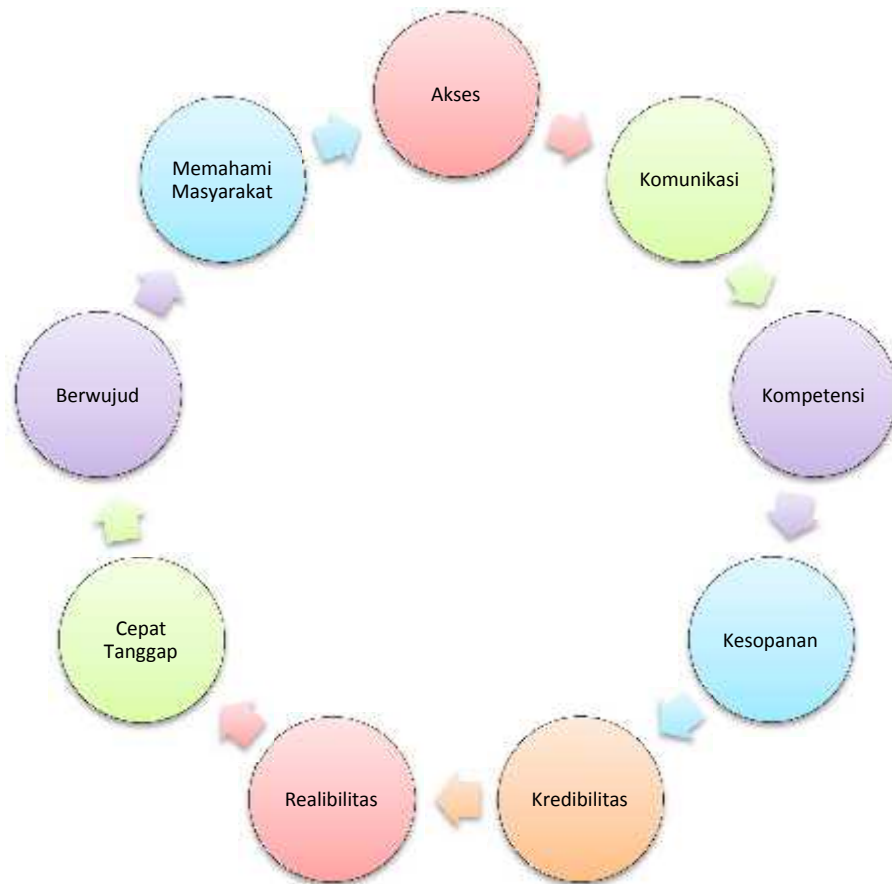 Akses
Komunikasi
Kompetensi
Kesopanan
Kredibilitas
Realibilitas
Cepat
Tanggap
Berwujud
Memahami
Masyarakat